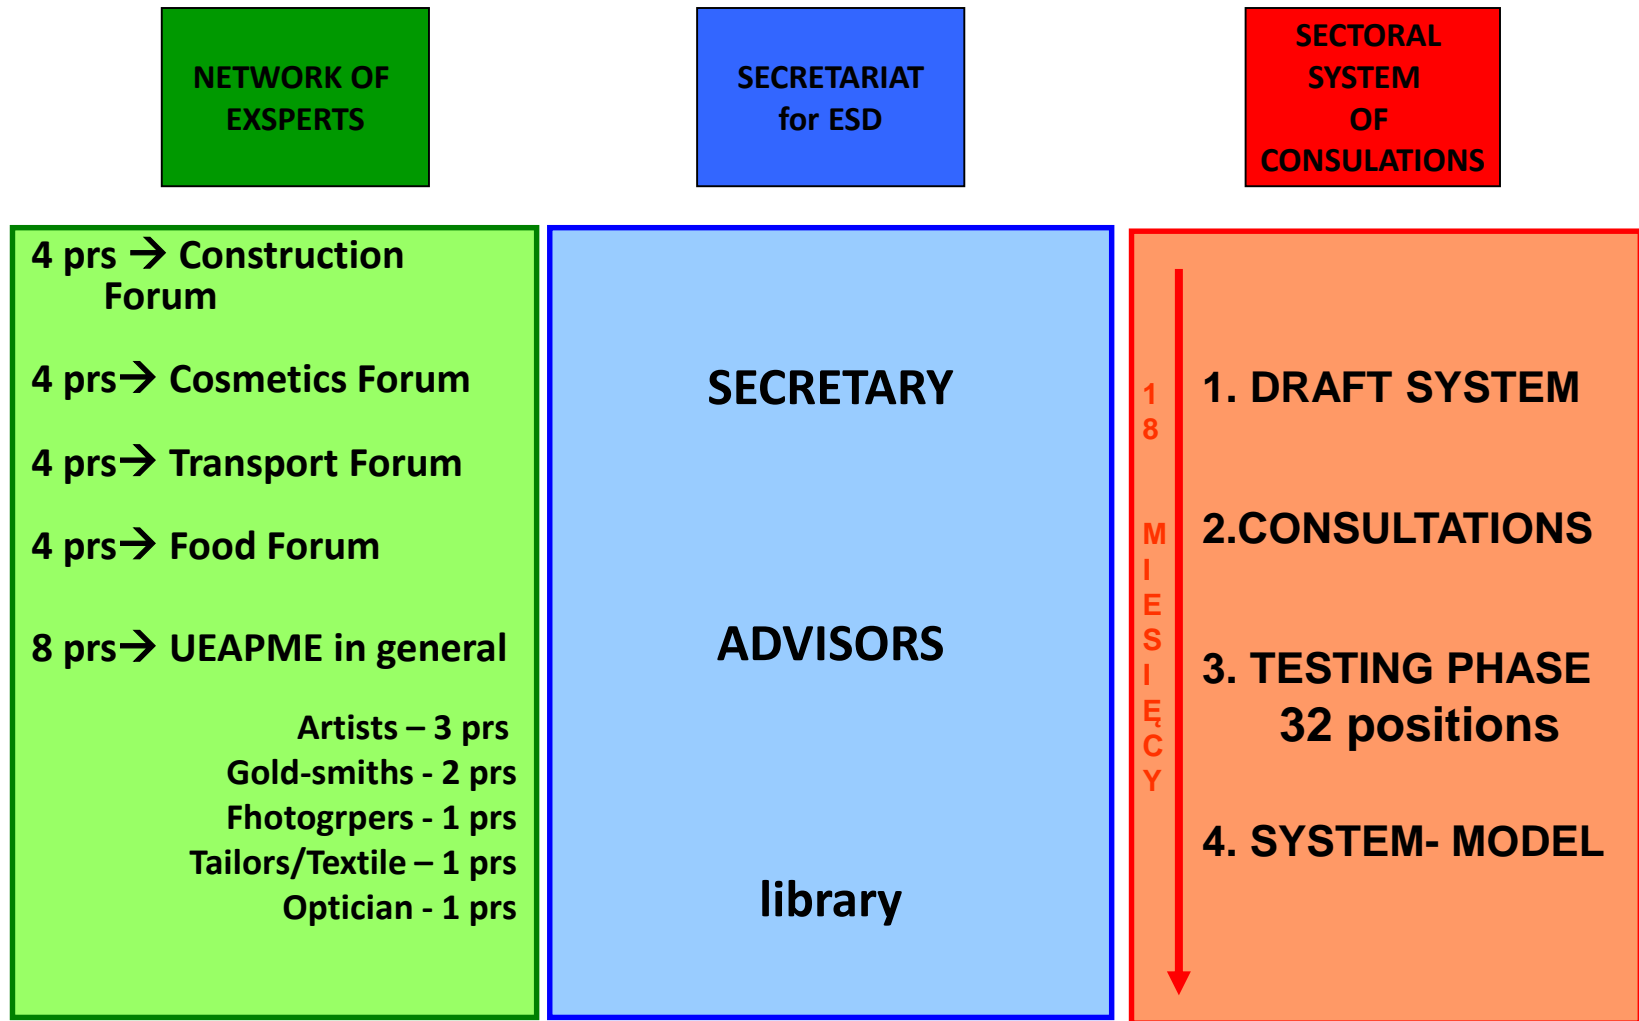 NETWORK OF
EXSPERTS
SECRETARIAT
for ESD
SECTORAL
SYSTEM
OF
CONSULATIONS
4 prs → Construction
Forum
4 prs→ Cosmetics Forum
4 prs→ Transport Forum
4 prs→ Food Forum
8 prs→ UEAPME in general
Artists – 3 prs
Gold-smiths - 2 prs
Fhotogrpers - 1 prs
Tailors/Textile – 1 prs
Optician - 1 prs
SECRETARY
ADVISORS
library
18 MIESIĘCY
1. DRAFT SYSTEM
2.CONSULTATIONS
3. TESTING PHASE
32 positions
4. SYSTEM- MODEL